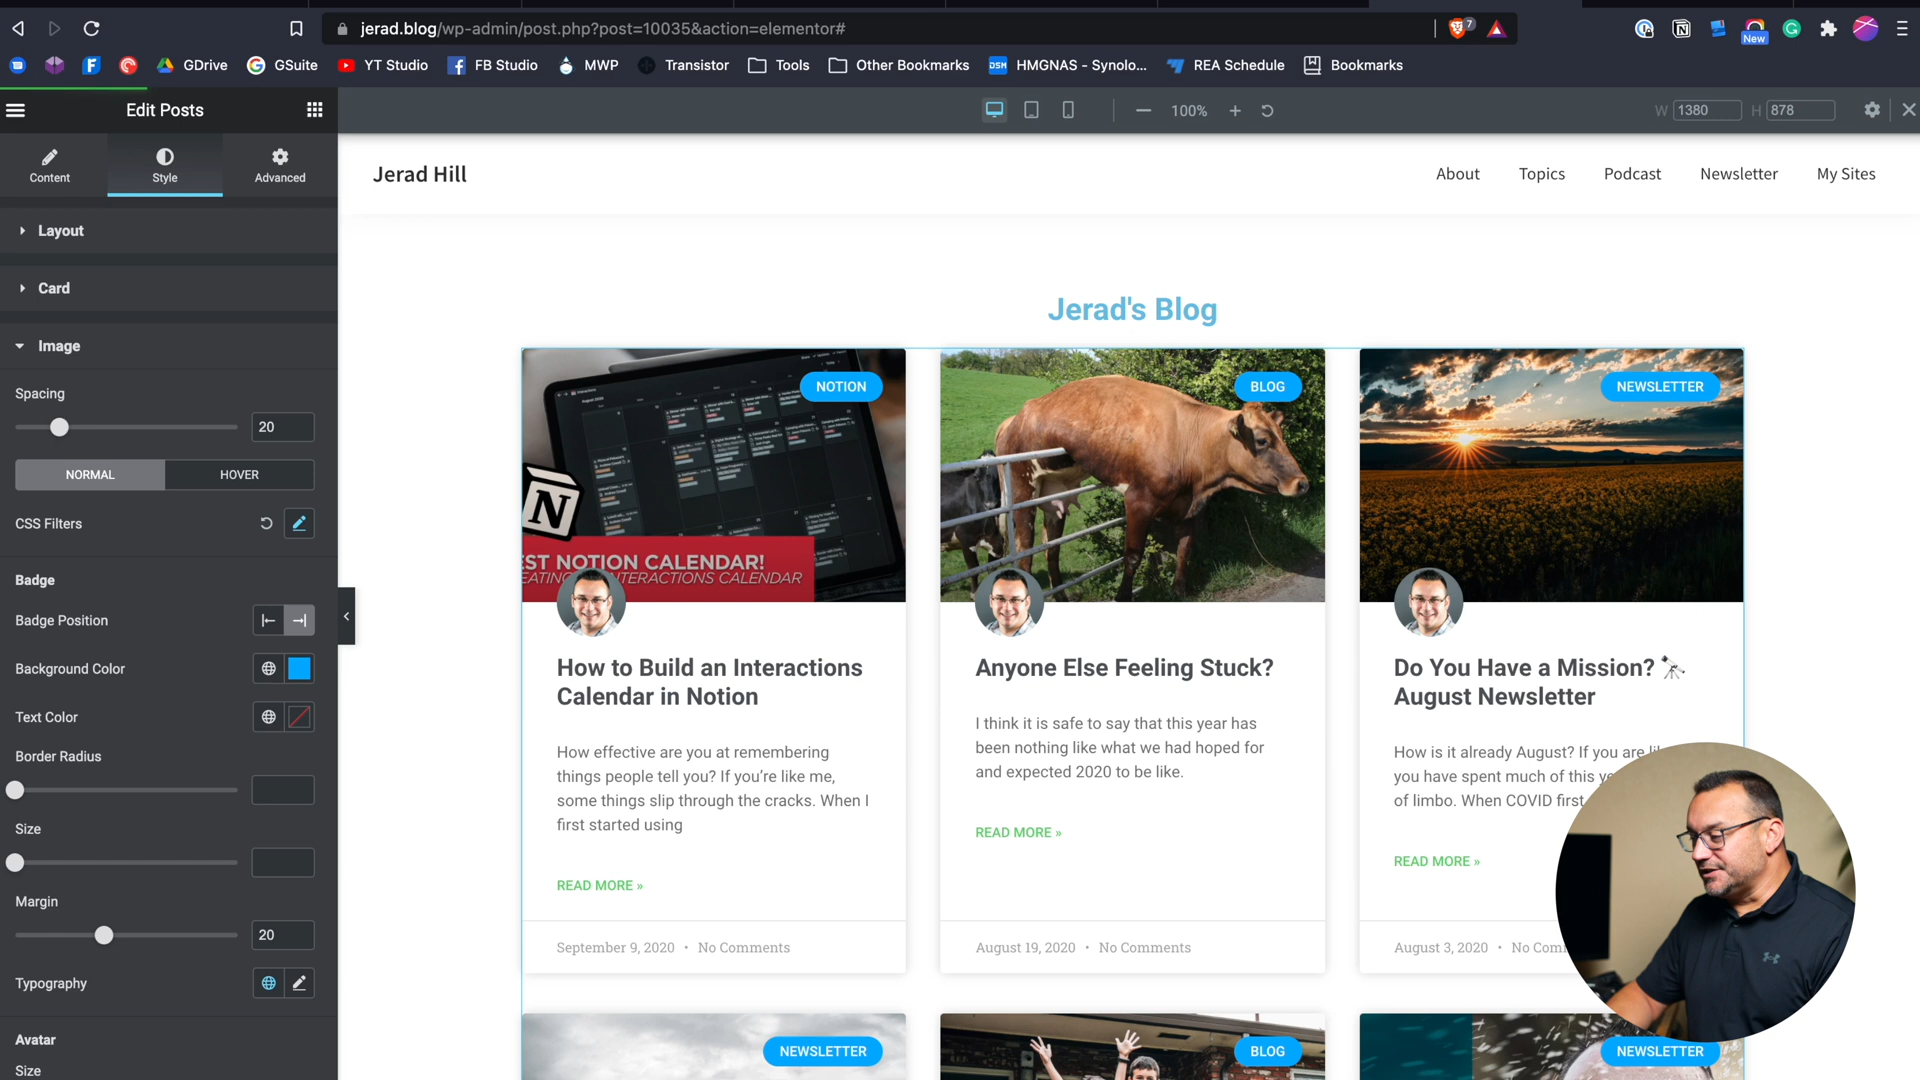 jerad.blog/wp-admin/post.php?post=10035&action=elementor#
7
New
GDrive
GSuite
YT Studio
FB Studio
MWP
Transistor
Tools
Other Bookmarks
DSM
HMGNAS - Synolo...
REA Schedule
Bookmarks
Edit Posts
100%
W 1380
H 878
Content
Style
Advanced
Jerad Hill
About
Topics
Podcast
Newsletter
My Sites
Layout
Card
Image
Spacing
20
NORMAL
HOVER
CSS Filters
Badge
Badge Position
Background Color
Text Color
Border Radius
Size
Margin
20
Typography
Avatar
Size
Jerad's Blog
NOTION
EST NOTION CALENDAR!
EATING INTERACTIONS CALENDAR
How to Build an Interactions
Calendar in Notion
How effective are you at remembering
things people tell you? If you're like me,
some things slip through the cracks. When I
first started using
READ MORE »
September 9, 2020 • No Comments
BLOG
Anyone Else Feeling Stuck?
I think it is safe to say that this year has
been nothing like what we had hoped for
and expected 2020 to be like.
READ MORE »
August 19, 2020 • No Comments
NEWSLETTER
Do You Have a Mission? 🔭
August Newsletter
How is it already August? If you are li
you have spent much of this ye
of limbo. When COVID first
READ MORE »
August 3, 2020 • No Com
NEWSLETTER
BLOG
NEWSLETTER